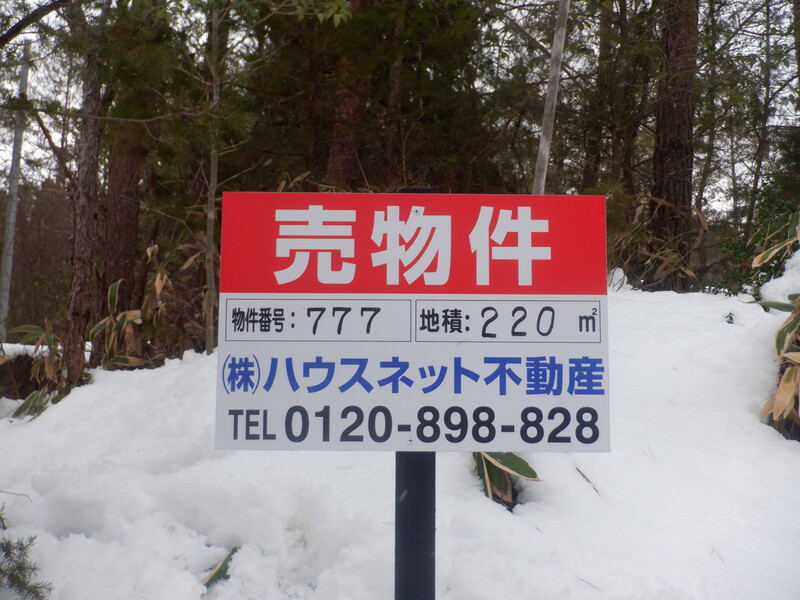 売物件
物件番号：777 地積：220 ㎡
(株)ハウスネット不動産
TEL 0120-898-828